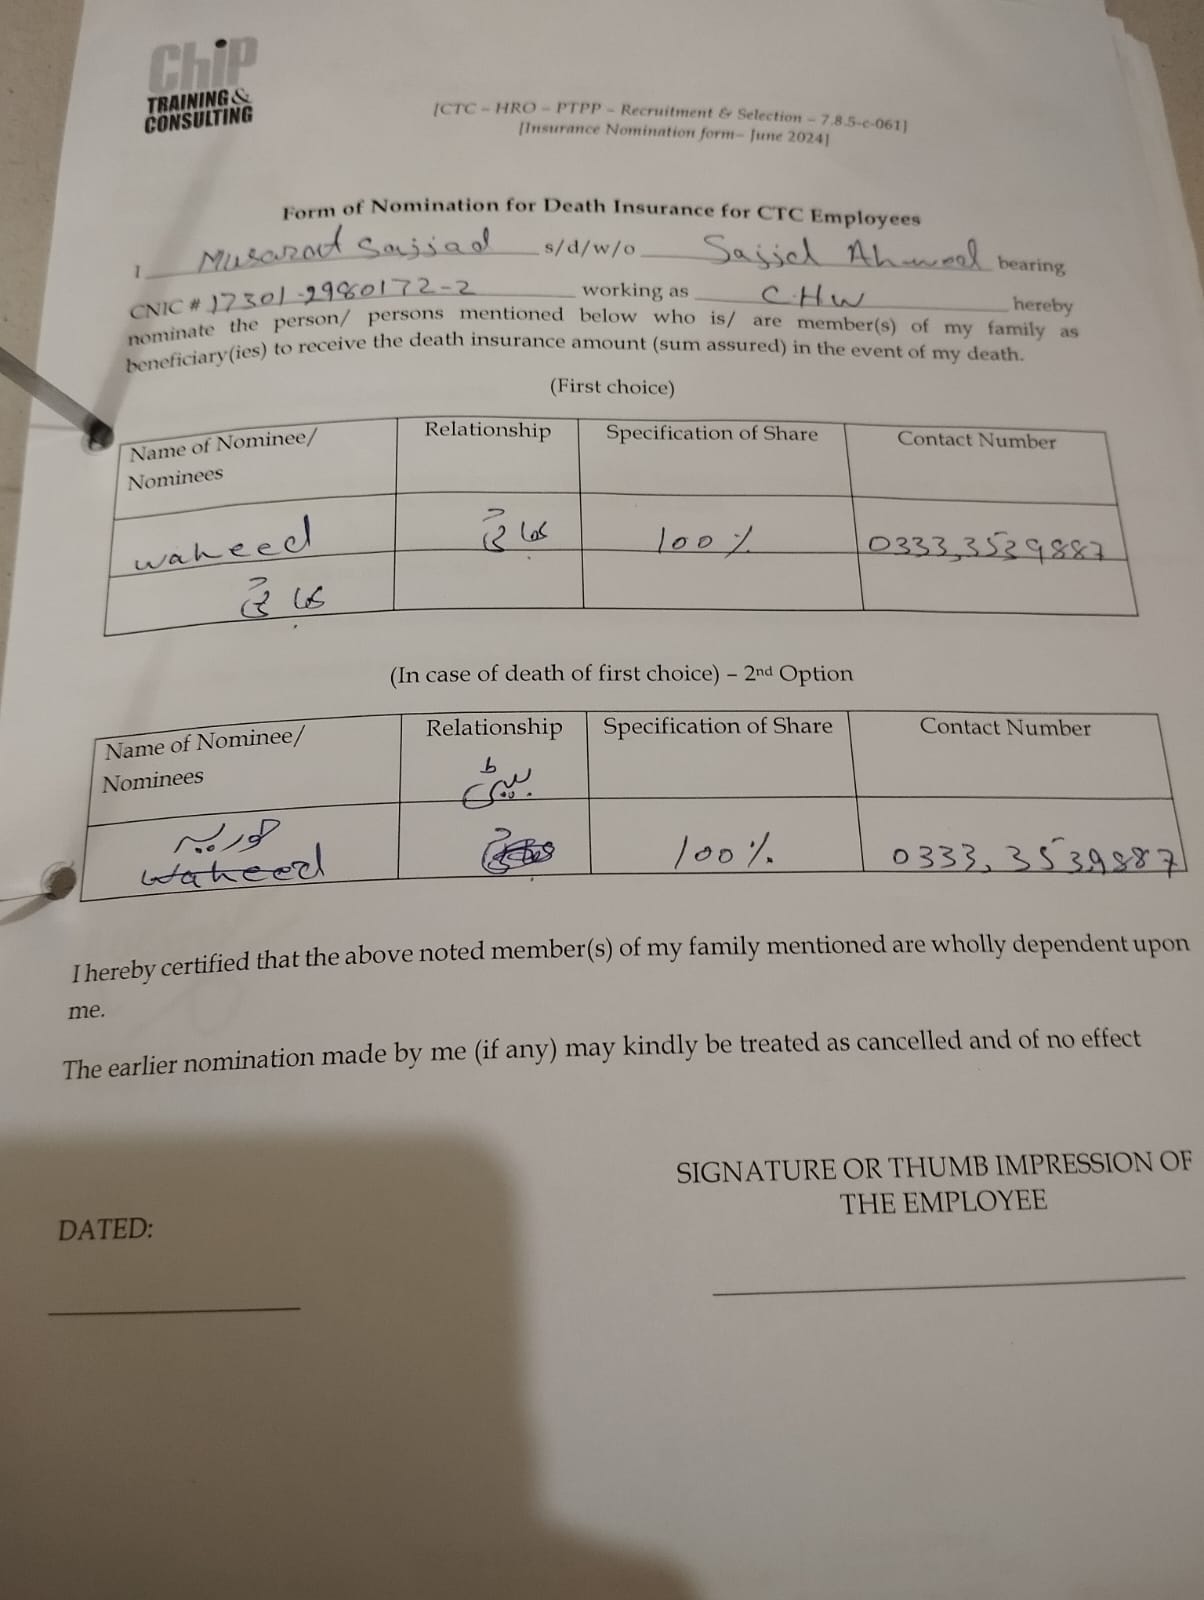 ChiP
TRAINING &
CONSULTING
[CTC – HRO – PTPP – Recruitment & Selection – 7.8.5-c-061]
[Insurance Nomination form– June 2024]
Form of Nomination for Death Insurance for CTC Employees
I Musarat Sajjad s/d/w/o Sajjd Ahmed bearing
CNIC # 17301-2980172-2 working as C.H.W hereby
nominate the person/ persons mentioned below who is/ are member(s) of my family as
beneficiary(ies) to receive the death insurance amount (sum assured) in the event of my death.
(First choice)
Name of Nominee/ Relationship Specification of Share Contact Number
Nominees
waheed 100 % 0333,3539887
(In case of death of first choice) – 2nd Option
Name of Nominee/ Relationship Specification of Share Contact Number
Nominees بیٹی
waheed 100 %. 0333, 3539887
I hereby certified that the above noted member(s) of my family mentioned are wholly dependent upon
me.
The earlier nomination made by me (if any) may kindly be treated as cancelled and of no effect
SIGNATURE OR THUMB IMPRESSION OF
THE EMPLOYEE
DATED: